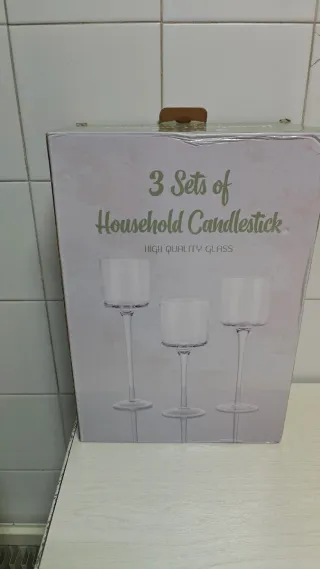 3 Sets of
Household Candlestick
HIGH QUALITY GLASS